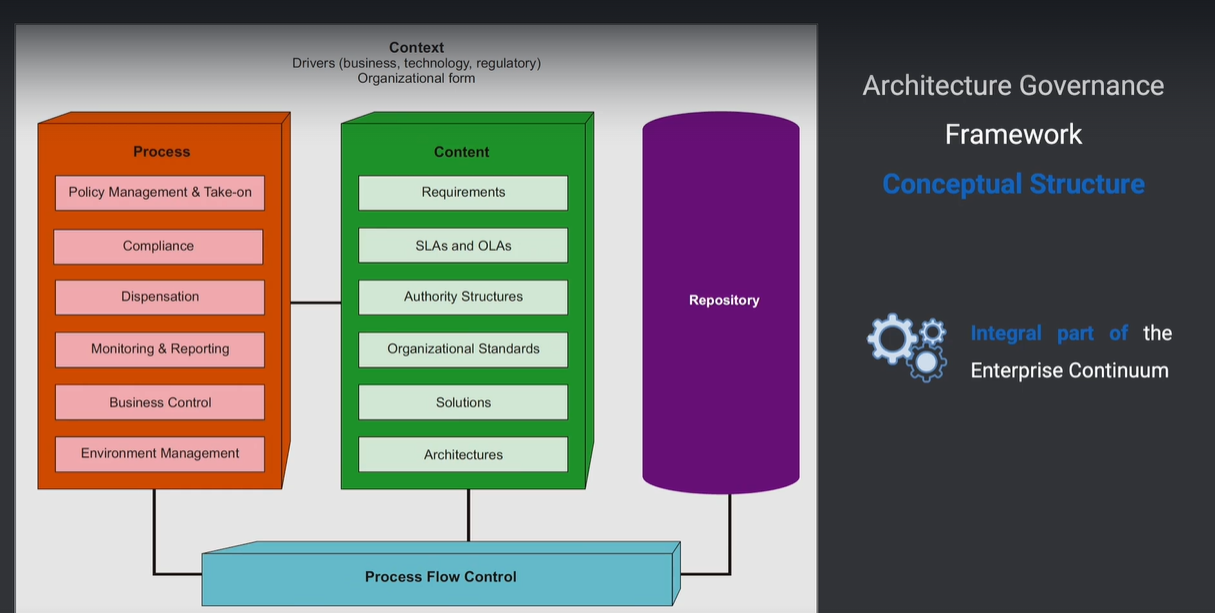 Context
Drivers (business, technology, regulatory)
Organizational form
Process
Policy Management & Take-on
Compliance
Dispensation
Monitoring & Reporting
Business Control
Environment Management
Content
Requirements
SLAs and OLAs
Authority Structures
Organizational Standards
Solutions
Architectures
Repository
Process Flow Control
Architecture Governance
Framework
Conceptual Structure
Integral part of the
Enterprise Continuum